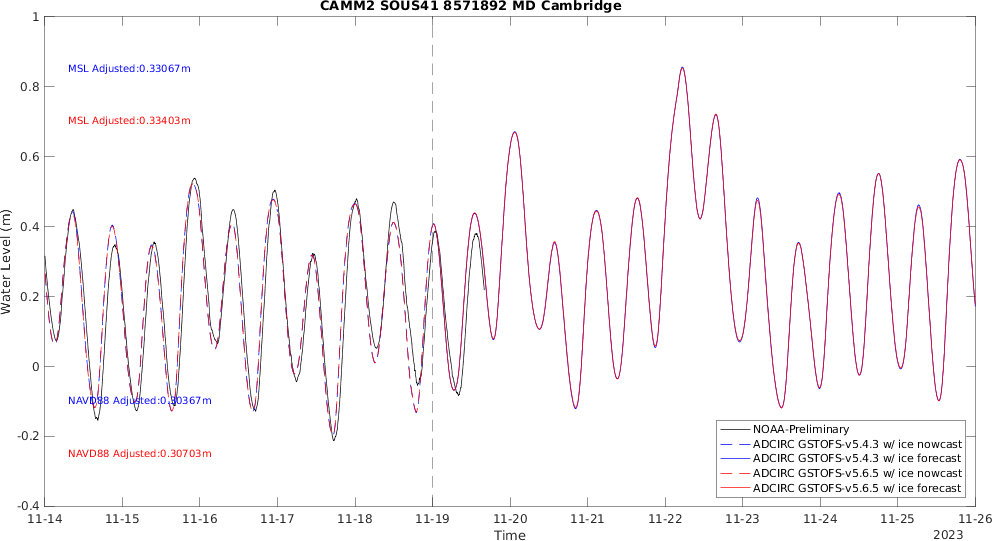 CAMM2 SOUS41 8571892 MD Cambridge
1
0.8
0.6
0.4
0.2
0
-0.2
-0.4
Water Level (m)
MSL Adjusted:0.33067m
MSL Adjusted:0.33403m
NAVD88 Adjusted:0.30367m
NAVD88 Adjusted:0.30703m
NOAA-Preliminary
ADCIRC GSTOFS-v5.4.3 w/ ice nowcast
ADCIRC GSTOFS-v5.4.3 w/ ice forecast
ADCIRC GSTOFS-v5.6.5 w/ ice nowcast
ADCIRC GSTOFS-v5.6.5 w/ ice forecast
11-14 11-15 11-16 11-17 11-18 11-19 11-20 11-21 11-22 11-23 11-24 11-25 11-26
Time
2023